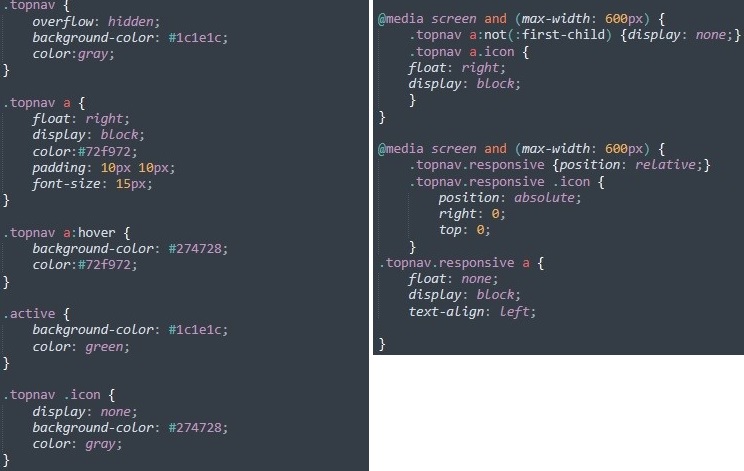 .topnav {
overflow: hidden;
background-color: #1c1e1c;
color:gray;
}
.topnav a {
float: right;
display: block;
color:#72f972;
padding: 10px 10px;
font-size: 15px;
}
.topnav a:hover {
background-color: #274728;
color:#72f972;
}
.active {
background-color: #1c1e1c;
color: green;
}
.topnav .icon {
display: none;
background-color: #274728;
color: gray;
}
@media screen and (max-width: 600px) {
.topnav a:not(:first-child) {display: none;}
.topnav a.icon {
float: right;
display: block;
}
}
@media screen and (max-width: 600px) {
.topnav.responsive {position: relative;}
.topnav.responsive .icon {
position: absolute;
right: 0;
top: 0;
}
.topnav.responsive a {
float: none;
display: block;
text-align: left;
}